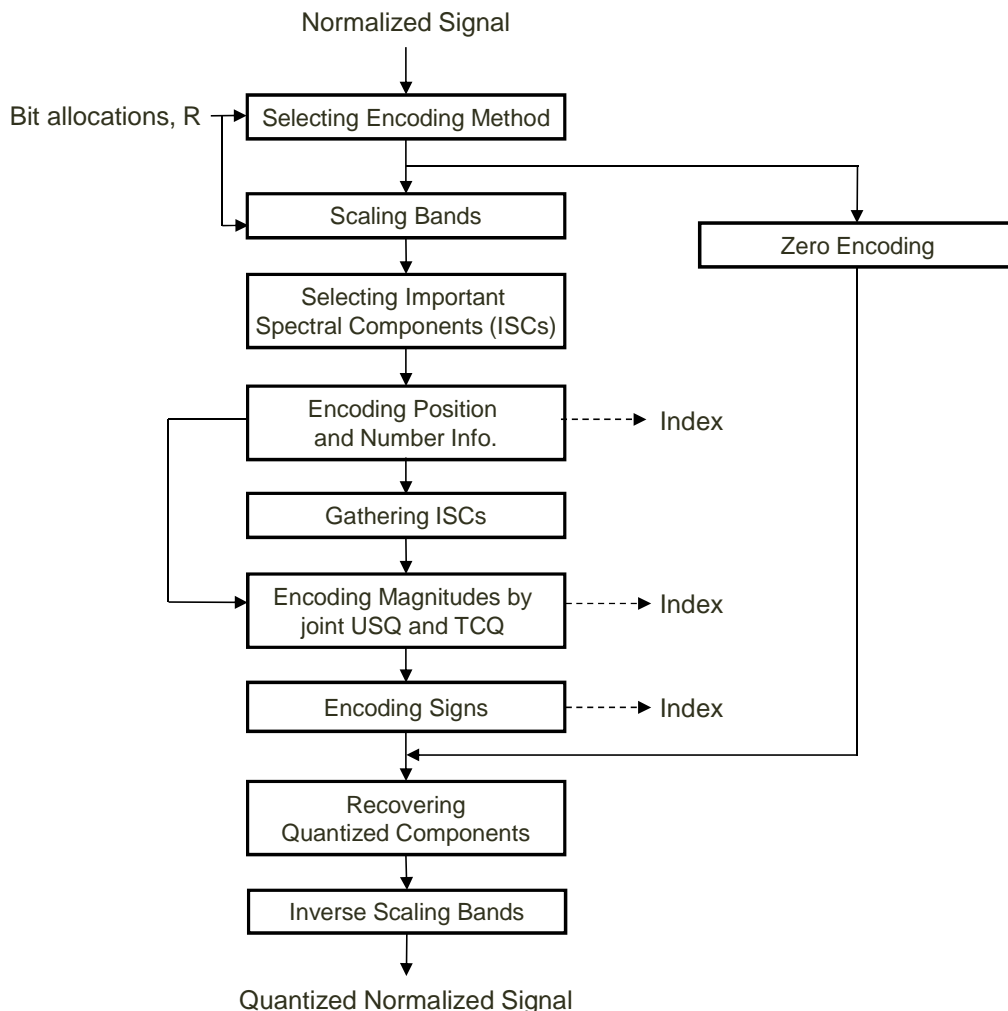 Normalized Signal
Bit allocations, R
Selecting Encoding Method
Scaling Bands
Zero Encoding
Selecting Important
Spectral Components (ISCs)
Encoding Position
and Number Info.
Index
Gathering ISCs
Encoding Magnitudes by
joint USQ and TCQ
Index
Encoding Signs
Index
Recovering
Quantized Components
Inverse Scaling Bands
Quantized Normalized Signal